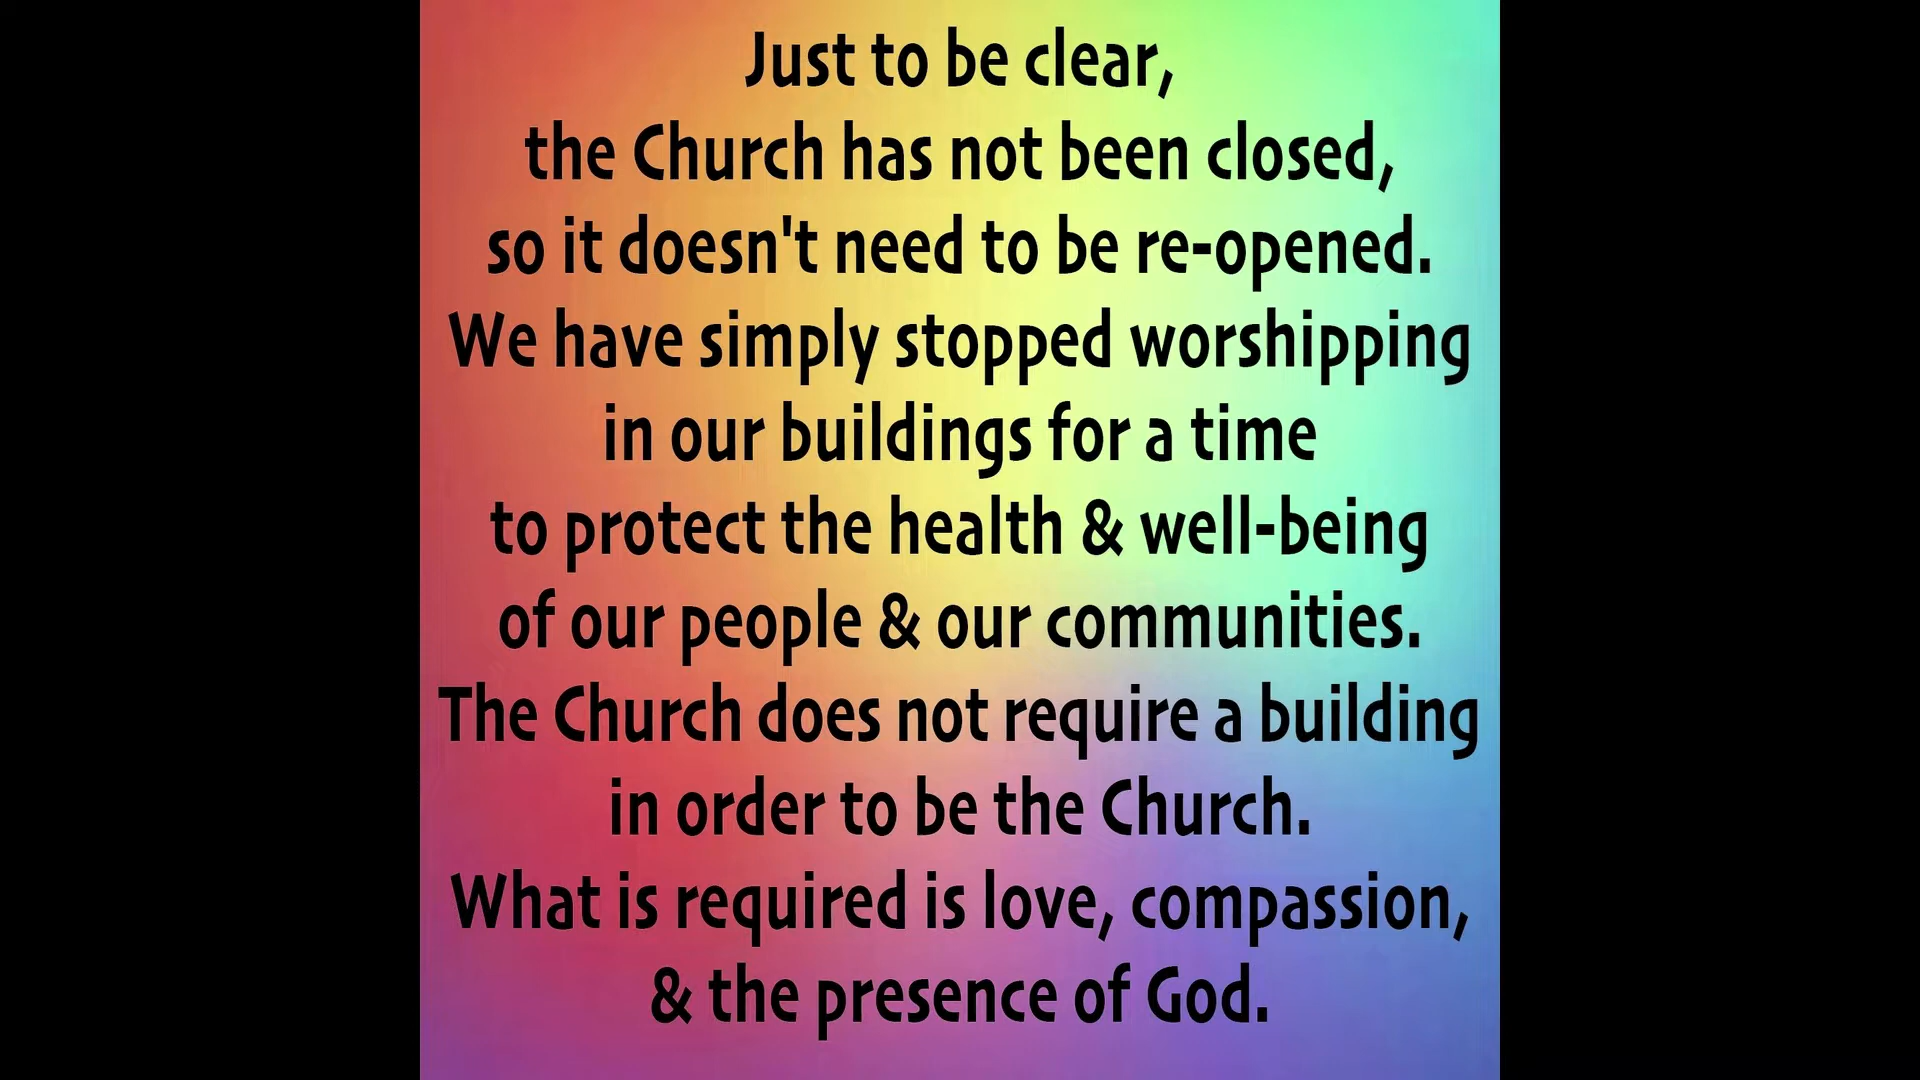 Just to be clear,
the Church has not been closed,
so it doesn't need to be re-opened.
We have simply stopped worshipping
in our buildings for a time
to protect the health & well-being
of our people & our communities.
The Church does not require a building
in order to be the Church.
What is required is love, compassion,
& the presence of God.